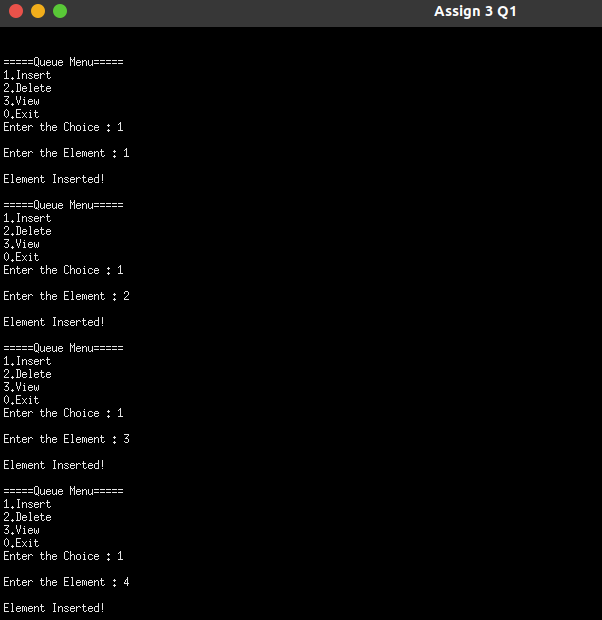 Assign 3 Q1
=====Queue Menu=====
1.Insert
2.Delete
3.View
0.Exit
Enter the Choice : 1
Enter the Element : 1
Element Inserted!
=====Queue Menu=====
1.Insert
2.Delete
3.View
0.Exit
Enter the Choice : 1
Enter the Element : 2
Element Inserted!
=====Queue Menu=====
1.Insert
2.Delete
3.View
0.Exit
Enter the Choice : 1
Enter the Element : 3
Element Inserted!
=====Queue Menu=====
1.Insert
2.Delete
3.View
0.Exit
Enter the Choice : 1
Enter the Element : 4
Element Inserted!